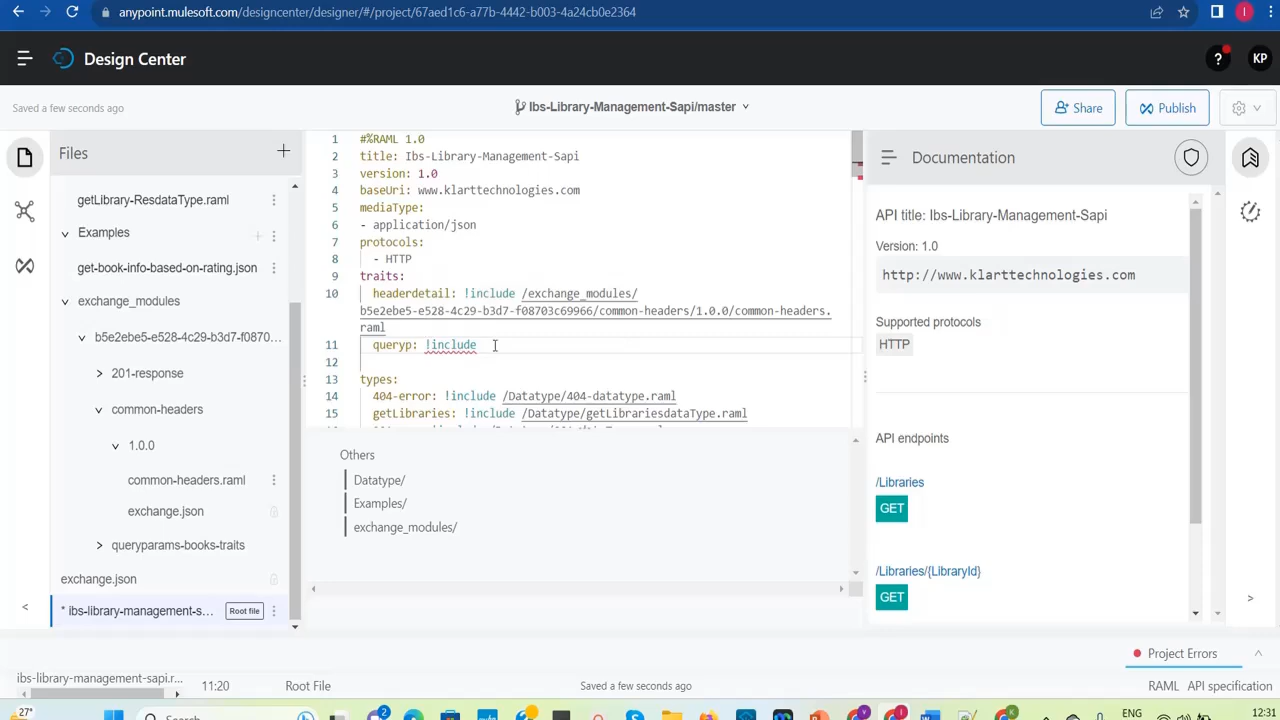 anypoint.mulesoft.com/designcenter/designer/#/project/67aed1c6-a77b-4442-b003-4a24cb0e2364
Design Center
?
KP
Saved a few seconds ago
Ibs-Library-Management-Sapi/master
Share
Publish
Files
getLibrary-ResdataType.raml
Examples
get-book-info-based-on-rating.json
exchange_modules
b5e2ebe5-e528-4c29-b3d7-f0870...
201-response
common-headers
1.0.0
common-headers.raml
exchange.json
queryparams-books-traits
exchange.json
* ibs-library-management-s...
Root file
1 #%RAML 1.0
2 title: Ibs-Library-Management-Sapi
3 version: 1.0
4 baseUri: www.klarttechnologies.com
5 mediaType:
6 - application/json
7 protocols:
8 - HTTP
9 traits:
10 headerdetail: !include /exchange_modules/
b5e2ebe5-e528-4c29-b3d7-f08703c69966/common-headers/1.0.0/common-headers.
raml
11 queryp: !include
12
13 types:
14 404-error: !include /Datatype/404-datatype.raml
15 getLibraries: !include /Datatype/getLibrariesdataType.raml
Others
Datatype/
Examples/
exchange_modules/
Documentation
API title: Ibs-Library-Management-Sapi
Version: 1.0
http://www.klarttechnologies.com
Supported protocols
HTTP
API endpoints
/Libraries
GET
/Libraries/{LibraryId}
GET
Project Errors
ibs-library-management-sapi.r...
11:20
Root File
Saved a few seconds ago
RAML
API specification
27°
Search
2
ENG
12:31